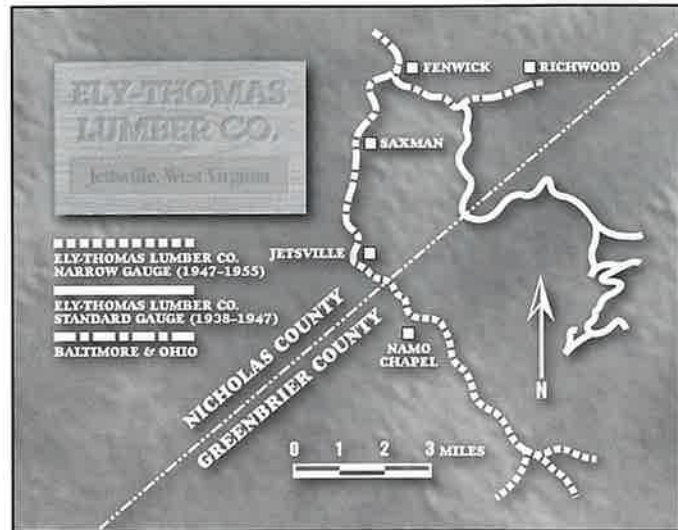 ELY-THOMAS
LUMBER CO.
Jettsville, West Virginia
ELY-THOMAS LUMBER CO.
NARROW GAUGE (1947-1955)
ELY-THOMAS LUMBER CO.
STANDARD GAUGE (1938-1947)
BALTIMORE & OHIO
FENWICK
RICHWOOD
SAXMAN
JETSVILLE
NAMO
CHAPEL
NICHOLAS COUNTY
GREENBRIER COUNTY
N
0 1 2 3 MILES